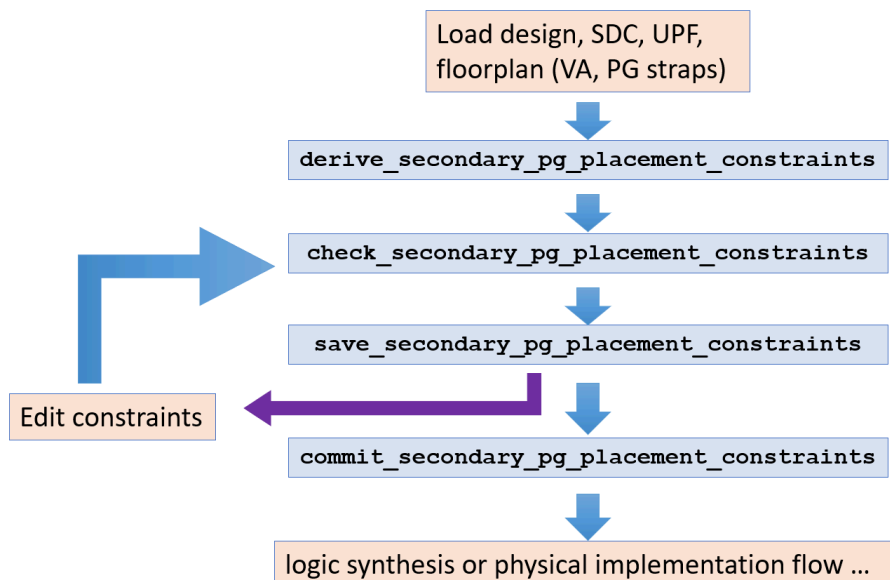 Load design, SDC, UPF,
floorplan (VA, PG straps)
derive_secondary_pg_placement_constraints
check_secondary_pg_placement_constraints
save_secondary_pg_placement_constraints
Edit constraints
commit_secondary_pg_placement_constraints
logic synthesis or physical implementation flow ...